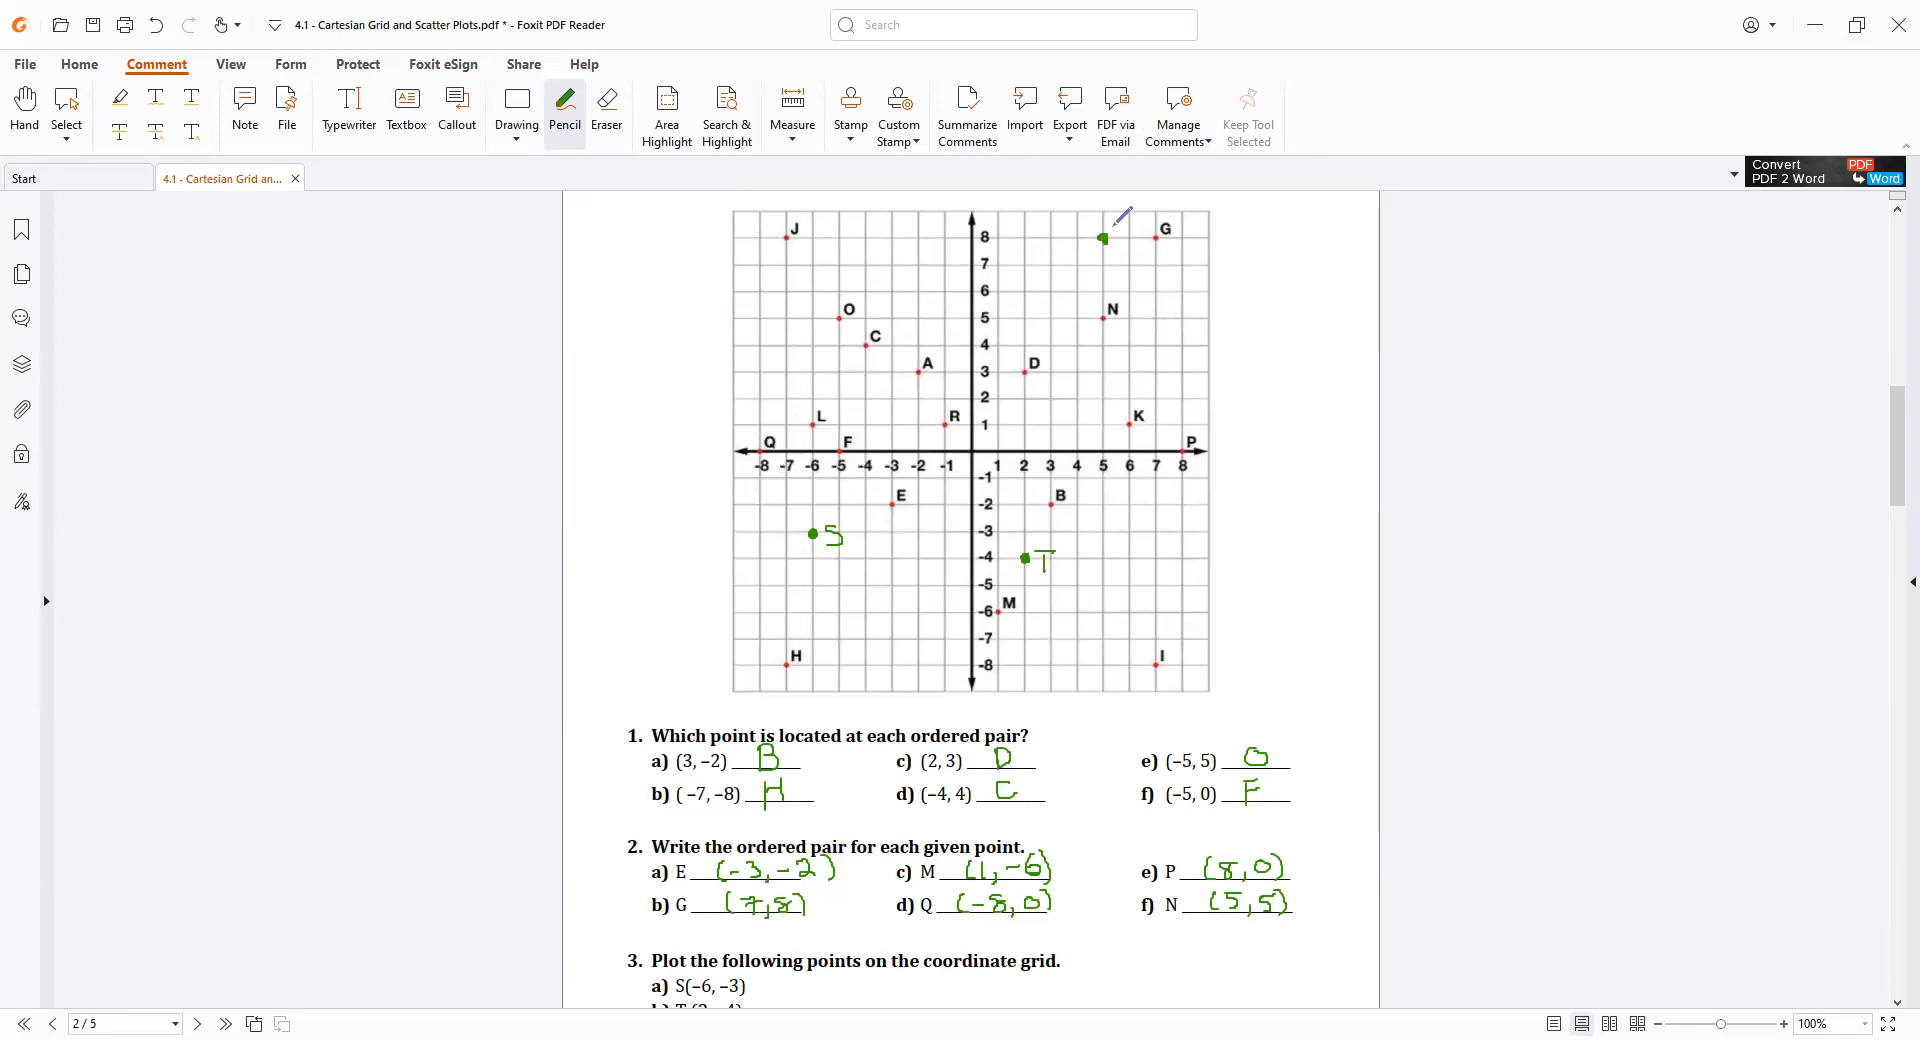 4.1 - Cartesian Grid and Scatter Plots.pdf * - Foxit PDF Reader
Search
File Home Comment View Form Protect Foxit eSign Share Help
Hand Select Note File Typewriter Textbox Callout Drawing Pencil Eraser Area Highlight Search & Highlight Measure Stamp Custom Stamp Summarize Comments Import Export FDF via Email Manage Comments Keep Tool Selected
Start
4.1 - Cartesian Grid an...
Convert PDF
PDF 2 Word Word
J G
8
7
6
O N
5
C
4
A D
3
2
L R K
1
Q F P
-8 -7 -6 -5 -4 -3 -2 -1 1 2 3 4 5 6 7 8
-1
E B
-2
S
-3
T
-4
-5
M
-6
-7
H I
-8
1. Which point is located at each ordered pair?
a) (3, –2) B c) (2, 3) D e) (–5, 5) O
b) ( –7, –8) H d) (–4, 4) C f) (–5, 0) F
2. Write the ordered pair for each given point.
a) E (-3, -2) c) M (1, -6) e) P (8, 0)
b) G (7, 8) d) Q (-8, 0) f) N (5, 5)
3. Plot the following points on the coordinate grid.
a) S(–6, –3)
2 / 5
100%